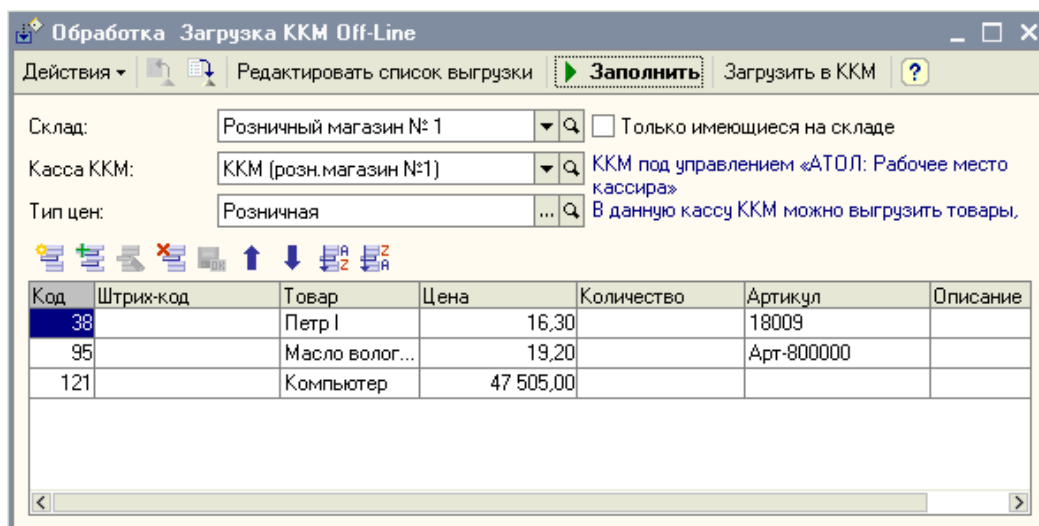 Обработка Загрузка ККМ Off-Line
Действия Редактировать список выгрузки Заполнить Загрузить в ККМ ?
Склад: Розничный магазин № 1 Только имеющиеся на складе
Касса ККМ: ККМ (розн.магазин №1) ККМ под управлением «АТОЛ: Рабочее место
кассира»
Тип цен: Розничная ... В данную кассу ККМ можно выгрузить товары,
Код Штрих-код Товар Цена Количество Артикул Описание
38 Петр I 16,30 18009
95 Масло волог... 19,20 Арт-800000
121 Компьютер 47 505,00